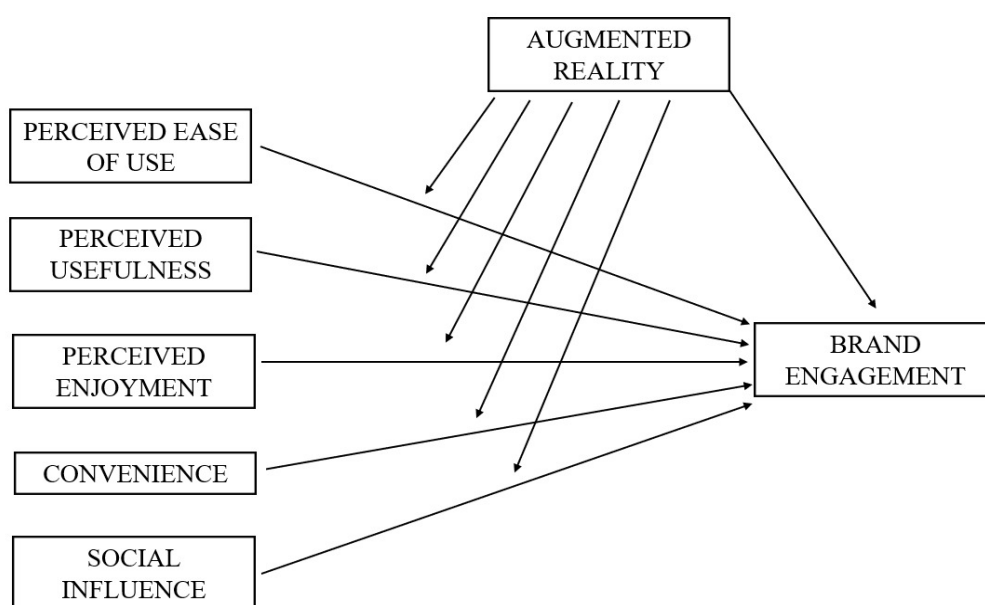 AUGMENTED
REALITY
PERCEIVED EASE
OF USE
PERCEIVED
USEFULNESS
PERCEIVED
ENJOYMENT
BRAND
ENGAGEMENT
CONVENIENCE
SOCIAL
INFLUENCE